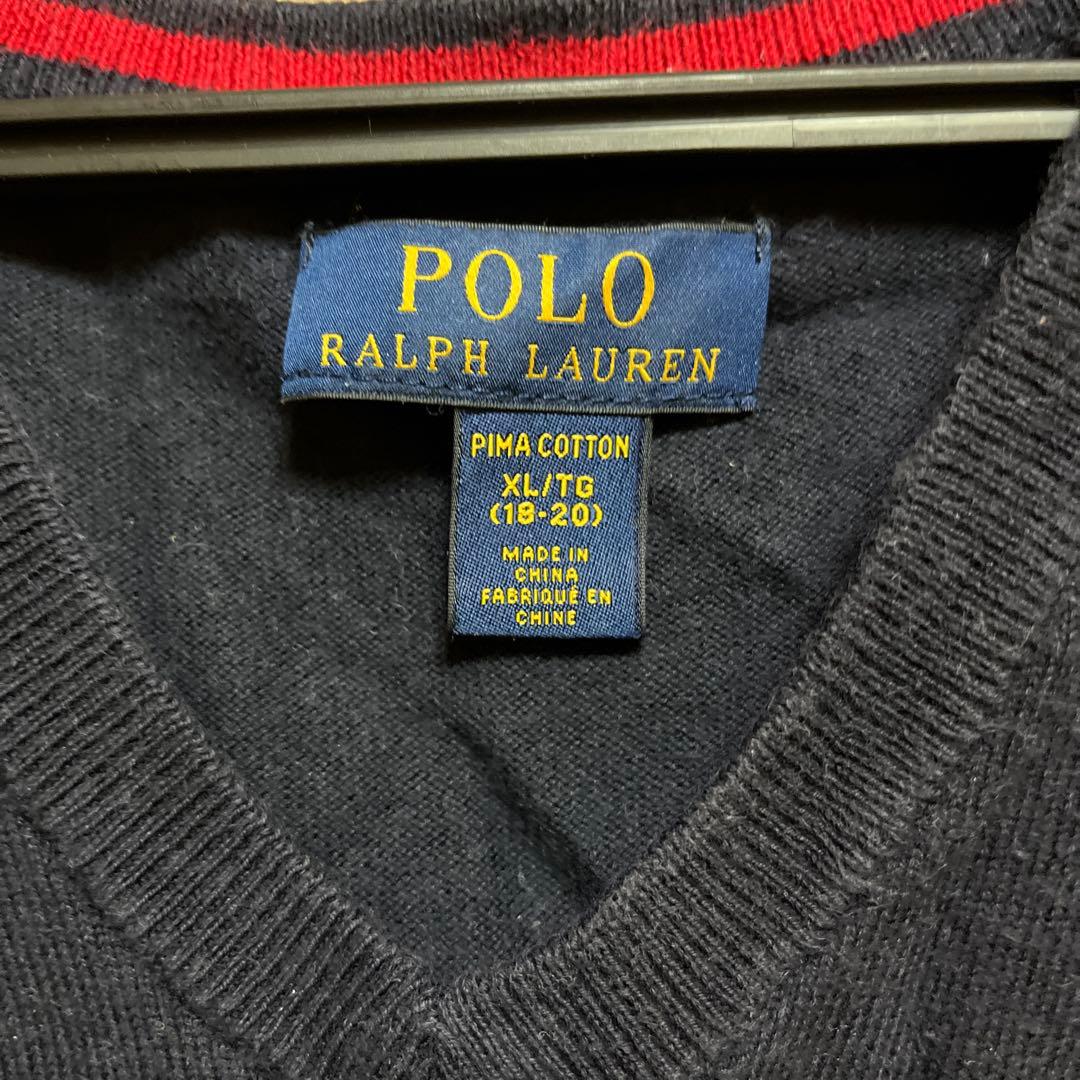 POLO
RALPH LAUREN
PIMA COTTON
XL/TG
(18-20)
MADE IN
CHINA
FABRIQUÉ EN
CHINE